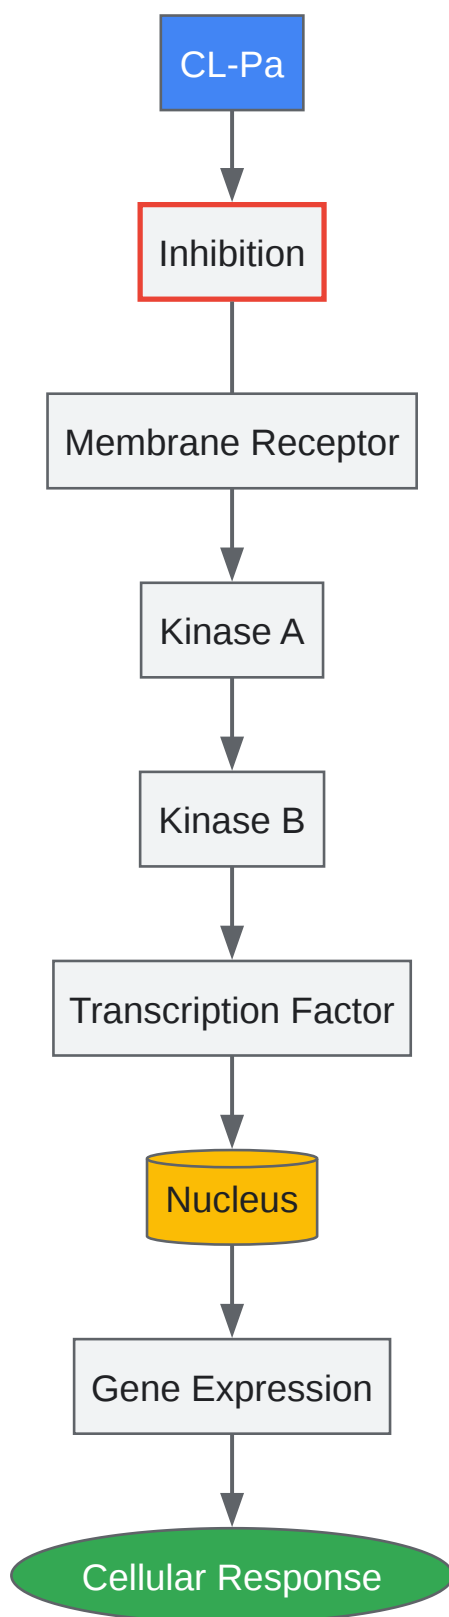 CL-Pa
Inhibition
Membrane Receptor
Kinase A
Kinase B
Transcription Factor
Nucleus
Gene Expression
Cellular Response